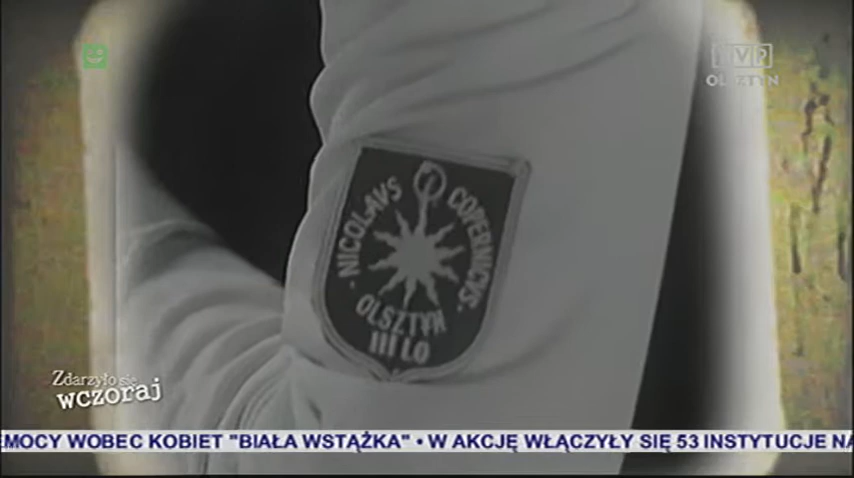 TVP
OLSZTYN
· NICOLAVS COPERNICVS ·
OLSZTYN
III LO
Zdarzyło się
wczoraj
EMOCY WOBEC KOBIET "BIAŁA WSTĄŻKA" • W AKCJĘ WŁĄCZYŁY SIĘ 53 INSTYTUCJE NA